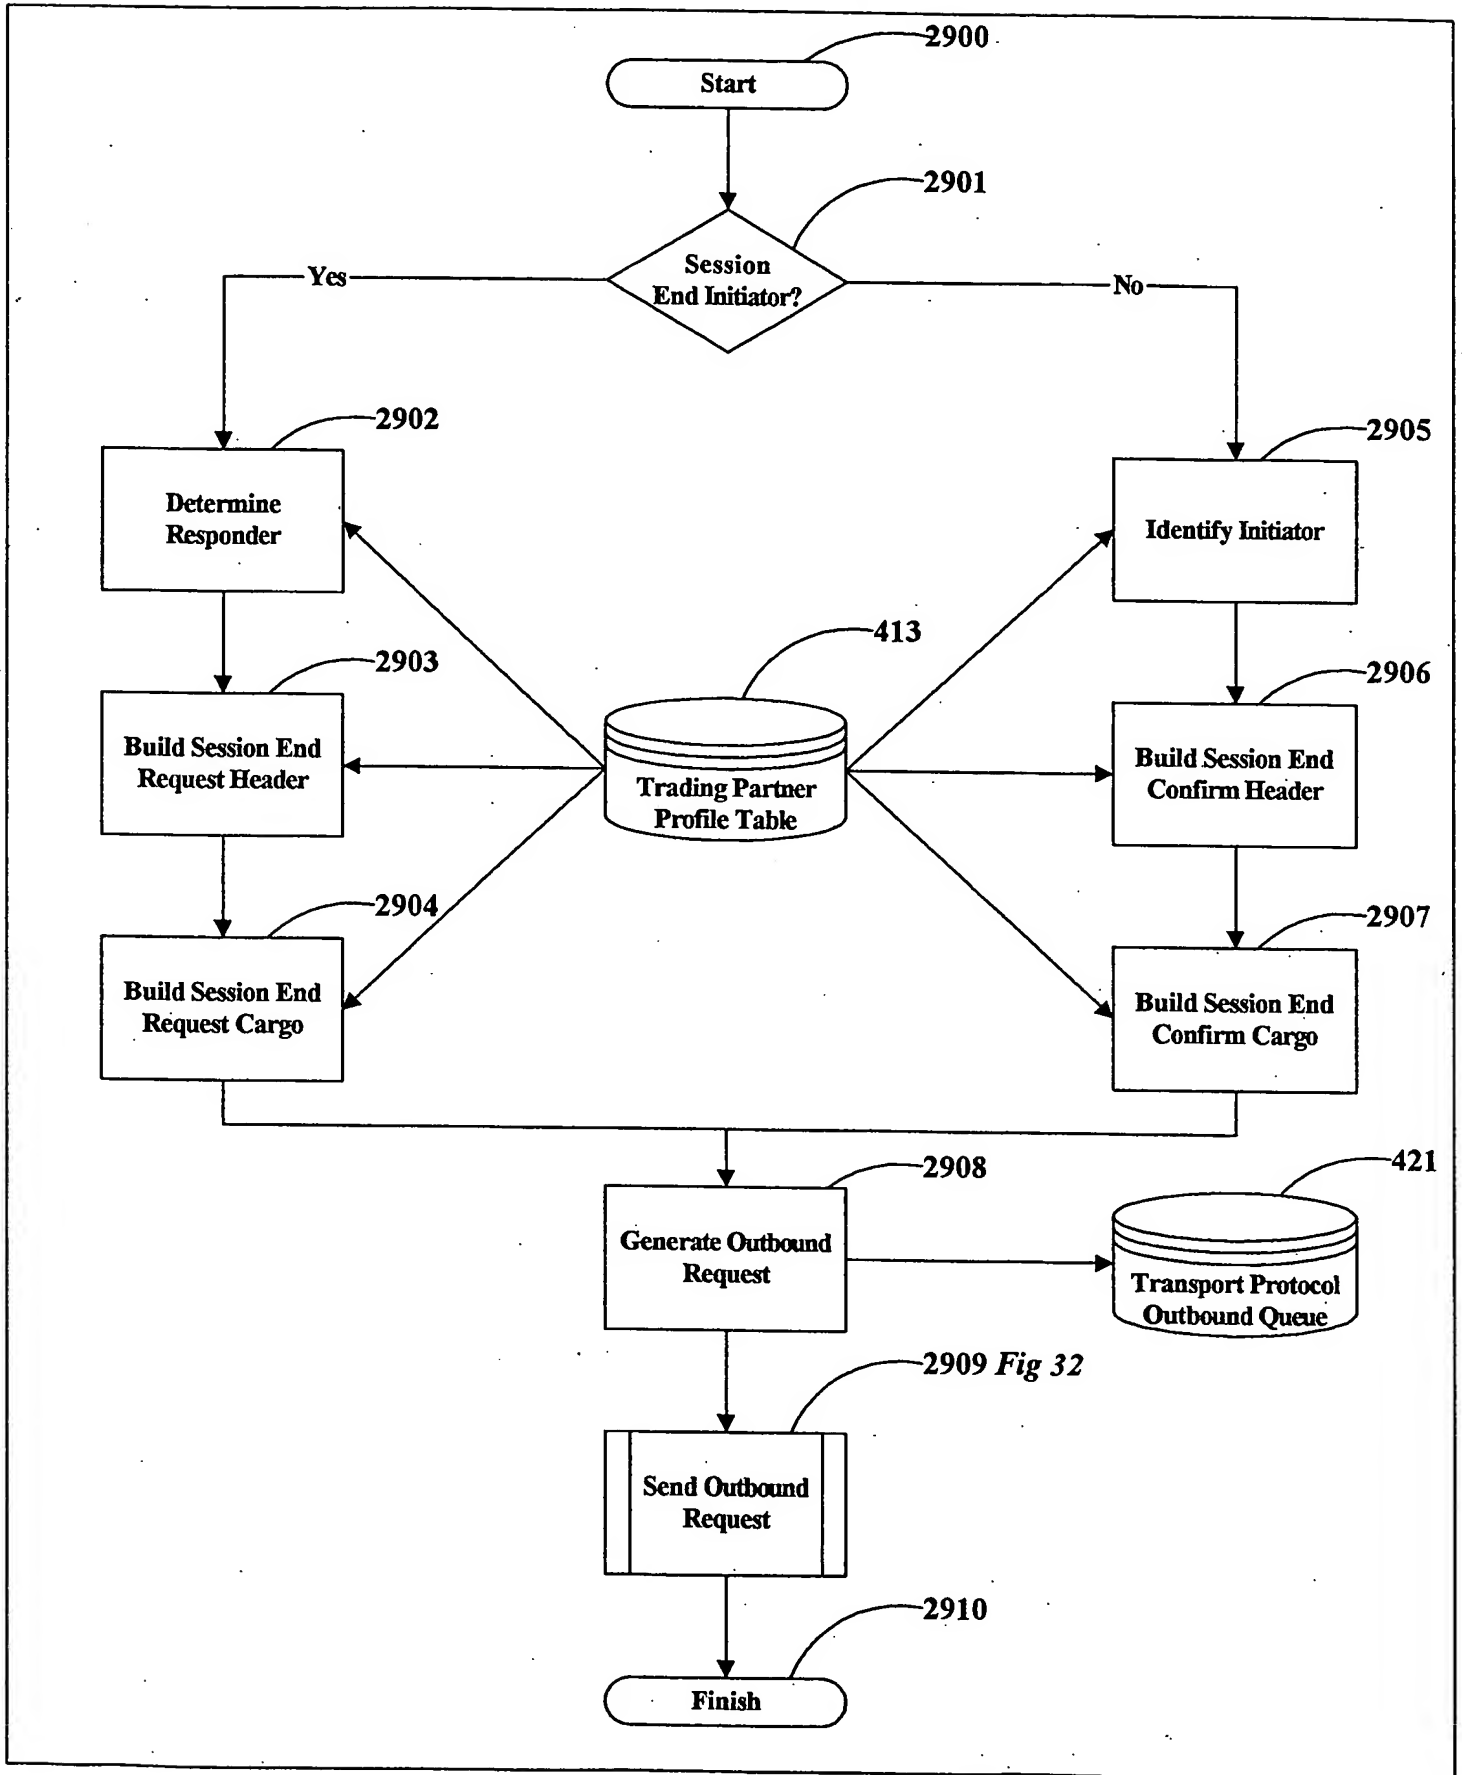 2900
Start
2901
Session
End Initiator?
Yes
No
2902
2905
Determine
Responder
Identify Initiator
413
2903
2906
Build Session End
Request Header
Trading Partner
Profile Table
Build Session End
Confirm Header
2904
2907
Build Session End
Request Cargo
Build Session End
Confirm Cargo
2908
421
Generate Outbound
Request
Transport Protocol
Outbound Queue
2909 Fig 32
Send Outbound
Request
2910
Finish